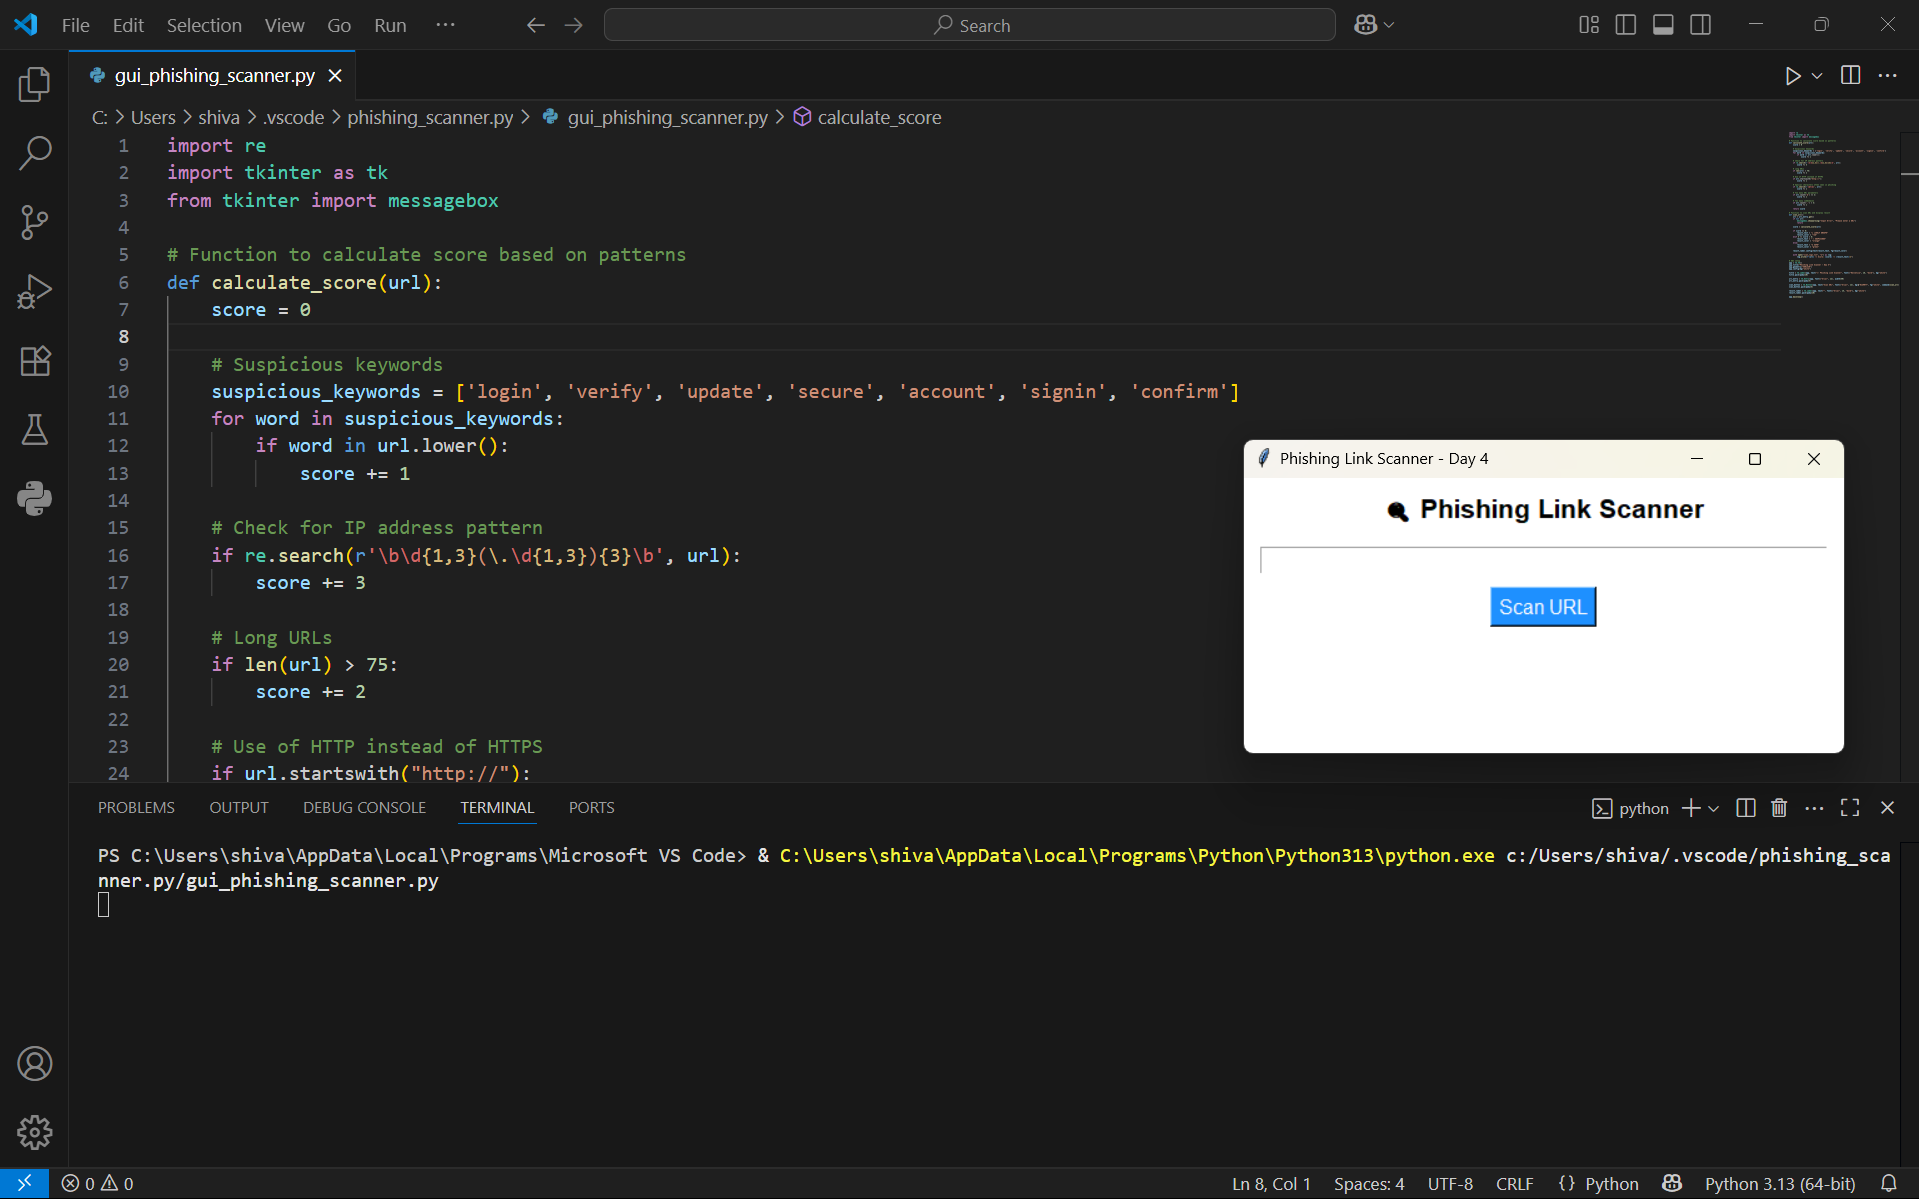 File Edit Selection View Go Run ···
Search
gui_phishing_scanner.py
C: > Users > shiva > .vscode > phishing_scanner.py > gui_phishing_scanner.py > calculate_score
1 import re
2 import tkinter as tk
3 from tkinter import messagebox
4
5 # Function to calculate score based on patterns
6 def calculate_score(url):
7 score = 0
8
9 # Suspicious keywords
10 suspicious_keywords = ['login', 'verify', 'update', 'secure', 'account', 'signin', 'confirm']
11 for word in suspicious_keywords:
12 if word in url.lower():
13 score += 1
14
15 # Check for IP address pattern
16 if re.search(r'\b\d{1,3}(\.\d{1,3}){3}\b', url):
17 score += 3
18
19 # Long URLs
20 if len(url) > 75:
21 score += 2
22
23 # Use of HTTP instead of HTTPS
24 if url.startswith("http://"):
Phishing Link Scanner - Day 4
Phishing Link Scanner
Scan URL
PROBLEMS OUTPUT DEBUG CONSOLE TERMINAL PORTS
python
PS C:\Users\shiva\AppData\Local\Programs\Microsoft VS Code> & C:\Users\shiva\AppData\Local\Programs\Python\Python313\python.exe c:/Users/shiva/.vscode/phishing_sca
nner.py/gui_phishing_scanner.py
0 0
Ln 8, Col 1 Spaces: 4 UTF-8 CRLF {} Python Python 3.13 (64-bit)